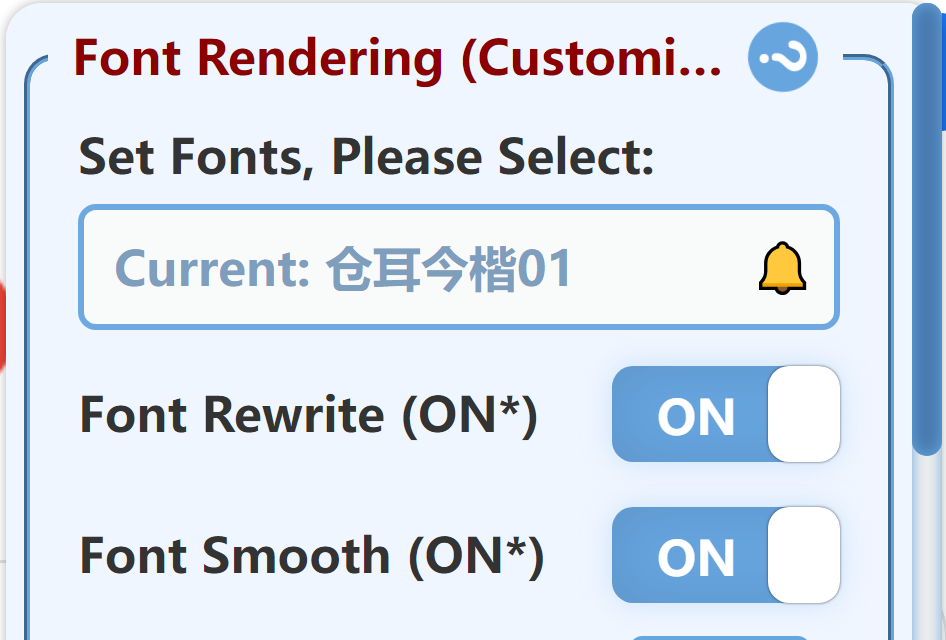 Font Rendering (Customi...
Set Fonts, Please Select:
Current: 仓耳今楷01
Font Rewrite (ON*)
ON
Font Smooth (ON*)
ON